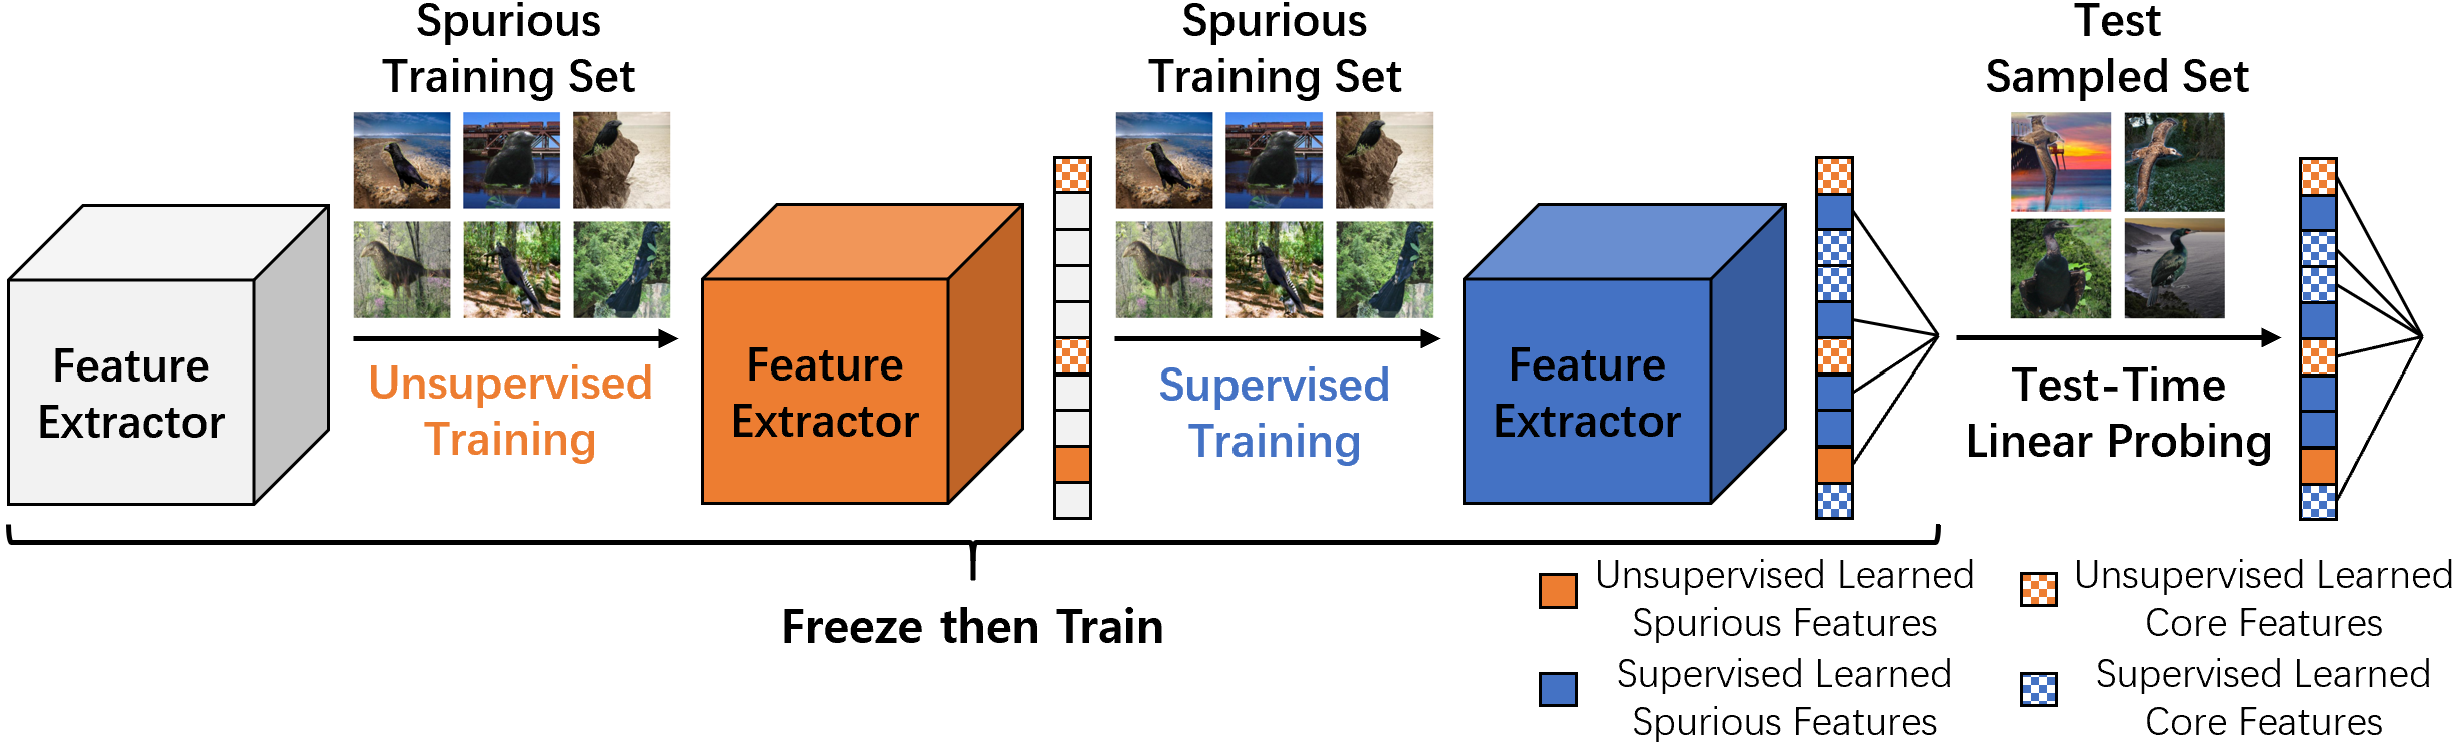 Spurious
Training Set
Spurious
Training Set
Test
Sampled Set
Feature
Extractor
Unsupervised
Training
Feature
Extractor
Supervised
Training
Feature
Extractor
Test-Time
Linear Probing
Freeze then Train
Unsupervised Learned
Spurious Features
Unsupervised Learned
Core Features
Supervised Learned
Spurious Features
Supervised Learned
Core Features